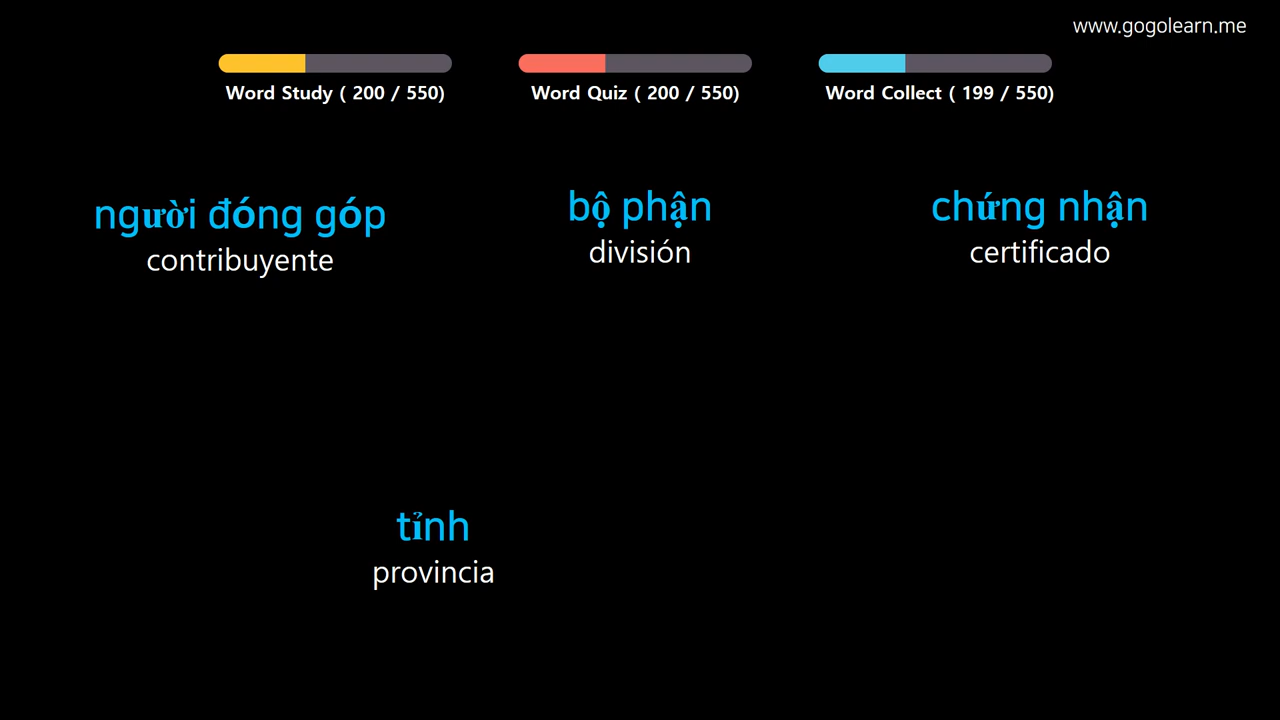 www.gogolearn.me
Word Study ( 200 / 550)
Word Quiz ( 200 / 550)
Word Collect ( 199 / 550)
người đóng góp
contribuyente
bộ phận
división
chứng nhận
certificado
tỉnh
provincia